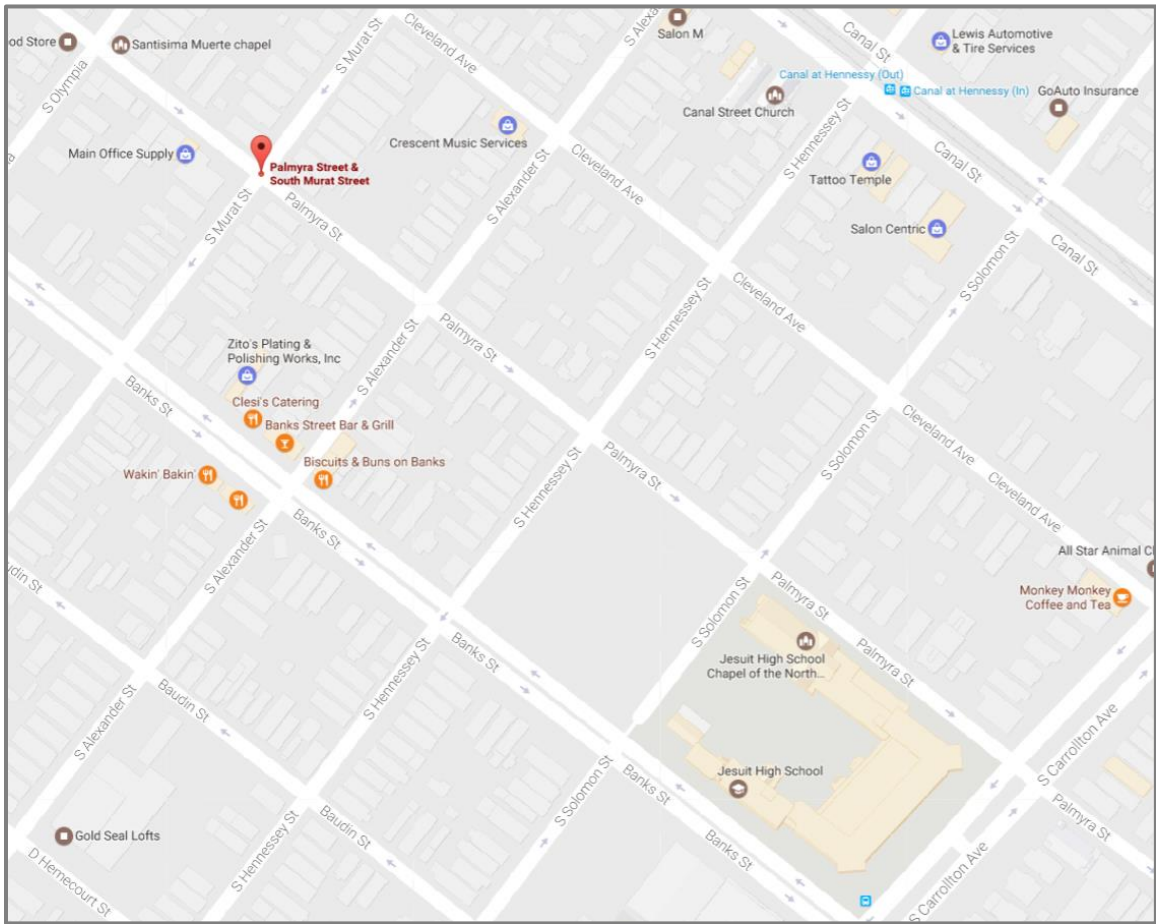 Cleveland Ave
S Alexander
Salon M
Canal St
Lewis Automotive
& Tire Services
od Store
Santisima Muerte chapel
S Murat St
S Olympia
Canal at Hennessy (Out)
Canal at Hennessy (In)
GoAuto Insurance
Canal Street Church
Crescent Music Services
S Hennessey St
Canal St
Main Office Supply
Palmyra Street &
South Murat Street
Cleveland Ave
Tattoo Temple
S Alexander St
S Murat St
Palmyra St
Salon Centric
Canal St
S Solomon St
Cleveland Ave
S Hennessey St
Palmyra St
Zito's Plating &
Polishing Works, Inc
S Alexander St
Banks St
Clesi's Catering
Banks Street Bar & Grill
Cleveland Ave
S Solomon St
Wakin' Bakin'
Biscuits & Buns on Banks
Palmyra St
S Hennessey St
Cleveland Ave
Banks St
S Alexander St
All Star Animal Cl
Baudin St
Palmyra St
Monkey Monkey
Coffee and Tea
S Solomon St
Banks St
Jesuit High School
Chapel of the North...
Palmyra St
S Hennessey St
S Alexander St
Baudin St
S Carrollton Ave
Jesuit High School
Banks St
S Solomon St
Palmyra St
Baudin St
Gold Seal Lofts
S Hennessey St
Banks St
D Hemecourt St
S Carrollton Ave